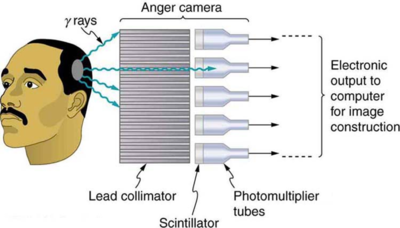 Anger camera
γ rays
Electronic
output to
computer
for image
construction
Lead collimator
Scintillator
Photomultiplier
tubes